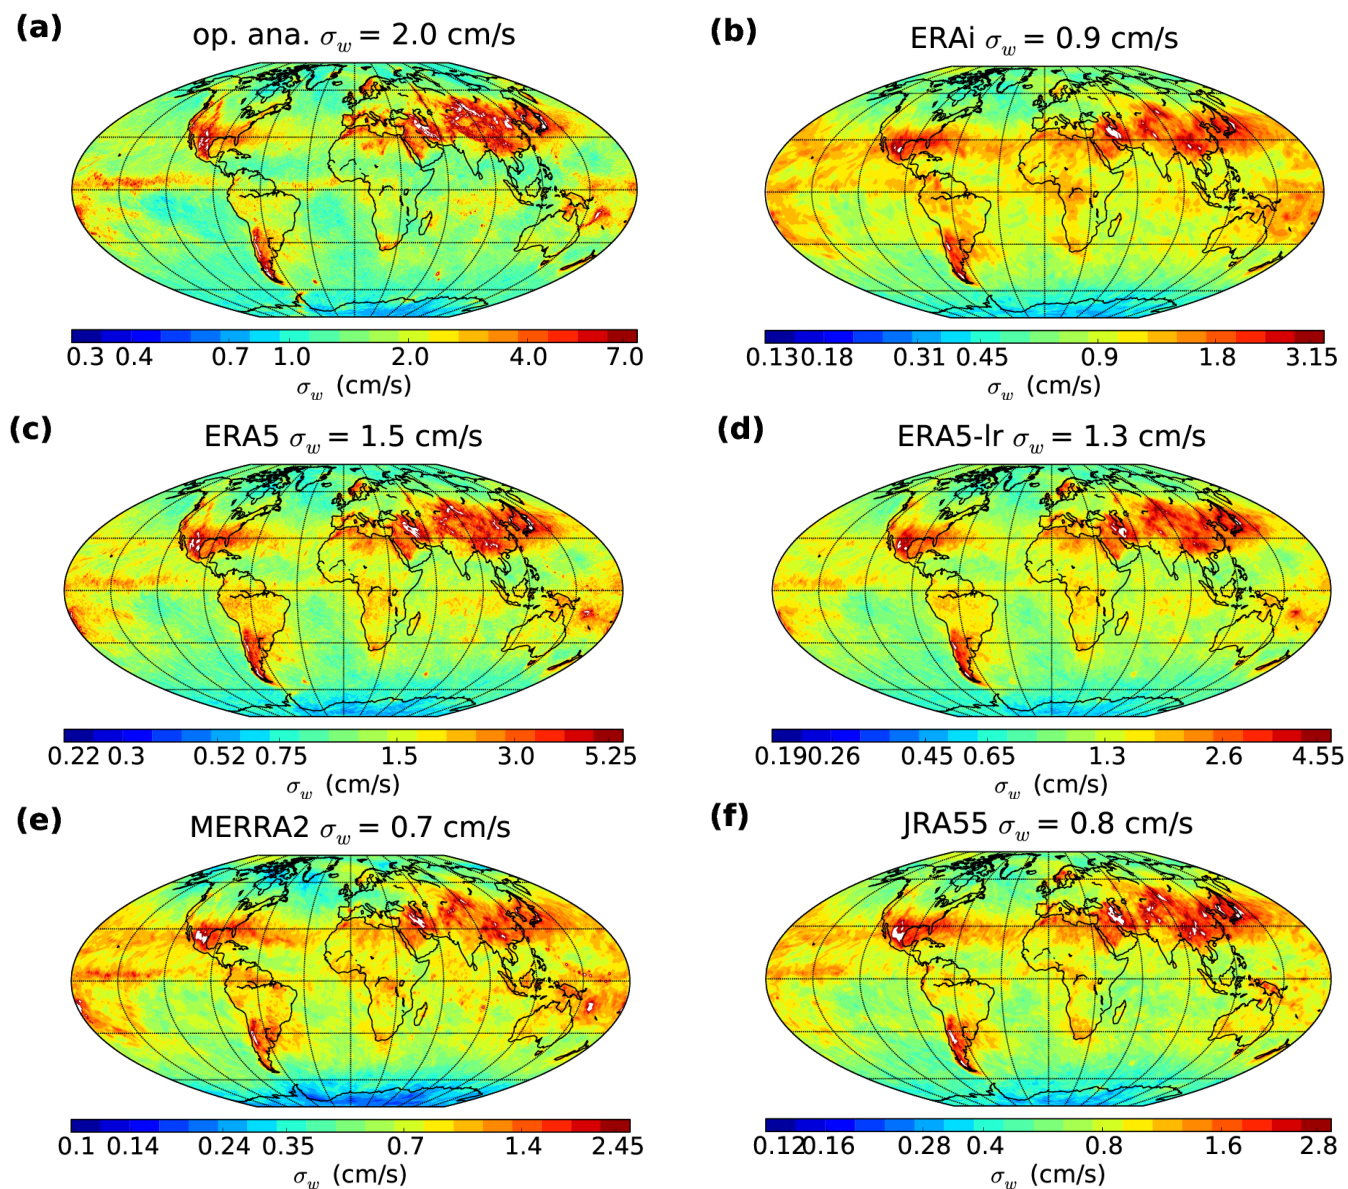 (a)
op. ana. σw = 2.0 cm/s
0.3 0.4 0.7 1.0 2.0 4.0 7.0
σw (cm/s)
(b)
ERAi σw = 0.9 cm/s
0.13 0.18 0.31 0.45 0.9 1.8 3.15
σw (cm/s)
(c)
ERA5 σw = 1.5 cm/s
0.22 0.3 0.52 0.75 1.5 3.0 5.25
σw (cm/s)
(d)
ERA5-lr σw = 1.3 cm/s
0.19 0.26 0.45 0.65 1.3 2.6 4.55
σw (cm/s)
(e)
MERRA2 σw = 0.7 cm/s
0.1 0.14 0.24 0.35 0.7 1.4 2.45
σw (cm/s)
(f)
JRA55 σw = 0.8 cm/s
0.12 0.16 0.28 0.4 0.8 1.6 2.8
σw (cm/s)